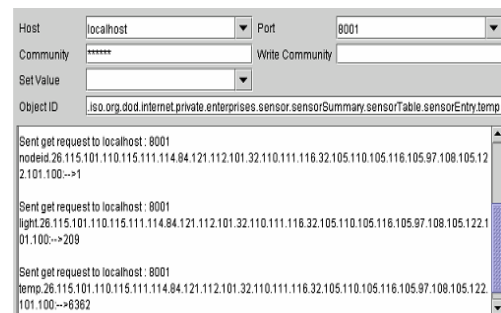 Host localhost Port 8001
Community ****** Write Community
Set Value
Object ID .iso.org.dod.internet.private.enterprises.sensor.sensorSummary.sensorTable.sensorEntry.temp
Sent get request to localhost : 8001
nodeid.26.115.101.110.115.111.114.84.121.112.101.32.110.111.116.32.105.110.105.116.105.97.108.105.12
2.101.100:-->1
Sent get request to localhost : 8001
light.26.115.101.110.115.111.114.84.121.112.101.32.110.111.116.32.105.110.105.116.105.97.108.105.122.1
01.100:-->209
Sent get request to localhost : 8001
temp.26.115.101.110.115.111.114.84.121.112.101.32.110.111.116.32.105.110.105.116.105.97.108.105.122.
101.100:-->6362